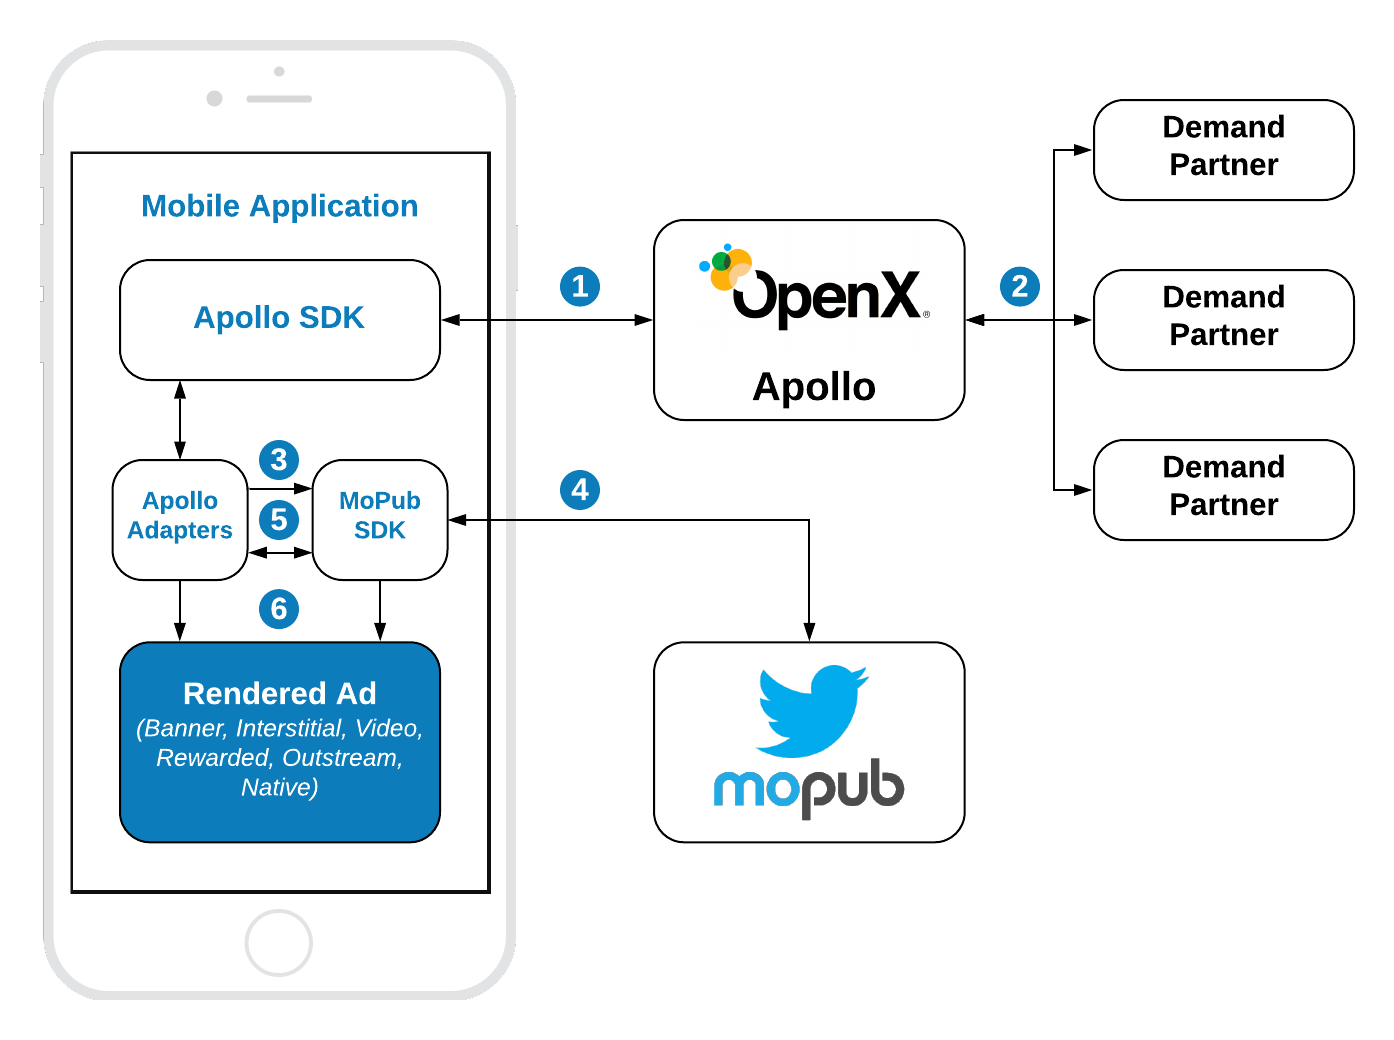 Mobile Application
Apollo SDK
1
OpenX®
Apollo
2
Demand
Partner
Demand
Partner
Demand
Partner
3
Apollo
Adapters
5
MoPub
SDK
4
6
Rendered Ad
(Banner, Interstitial, Video,
Rewarded, Outstream,
Native)
mopub